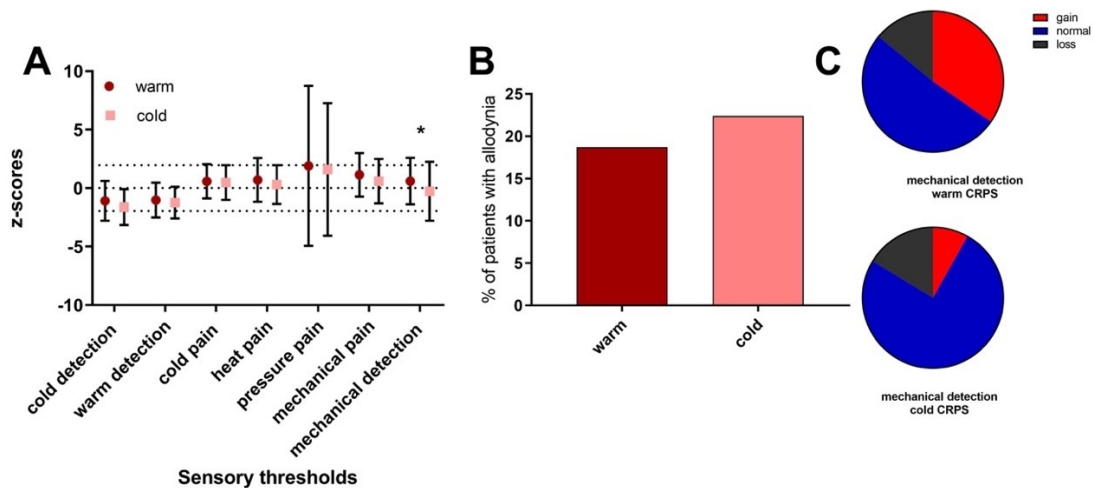 A
z-scores
10
5
0
-5
-10
warm
cold
*
cold detection
warm detection
cold pain
heat pain
pressure pain
mechanical pain
mechanical detection
Sensory thresholds
B
% of patients with allodynia
25
20
15
10
5
0
warm
cold
C
gain
normal
loss
mechanical detection
warm CRPS
mechanical detection
cold CRPS